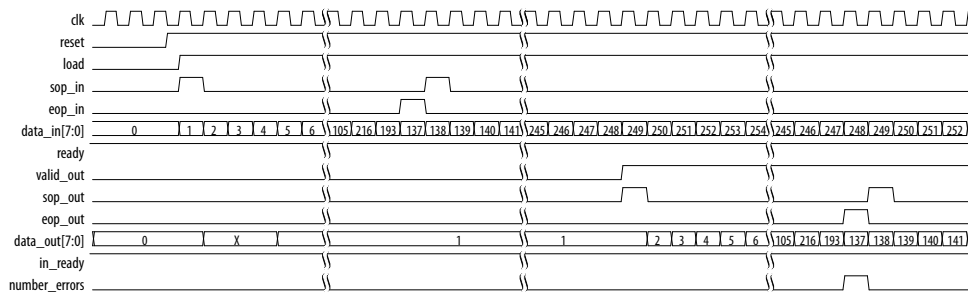 clk
reset
load
sop_in
eop_in
data_in[7:0] 0 1 2 3 4 5 6 105 216 193 137 138 139 140 141 245 246 247 248 249 250 251 252 253 254 245 246 247 248 249 250 251 252
ready
valid_out
sop_out
eop_out
data_out[7:0] 0 X 1 1 2 3 4 5 6 105 216 193 137 138 139 140 141
in_ready
number_errors